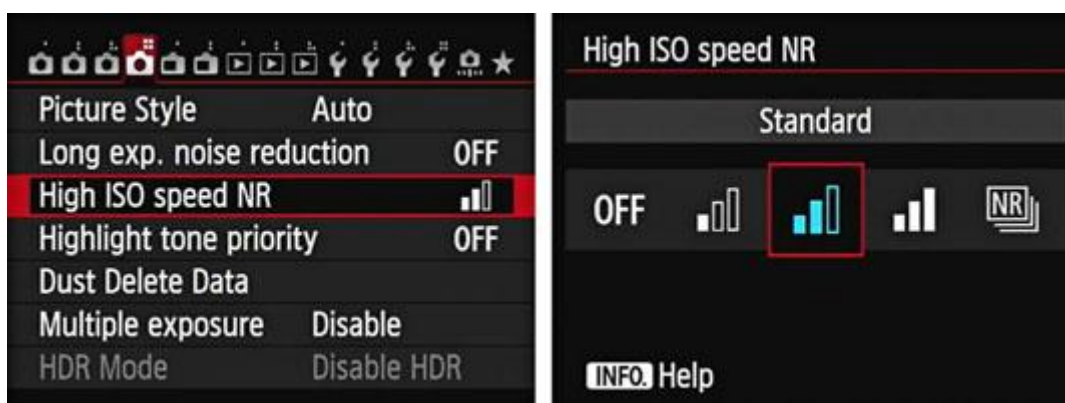 Picture Style Auto
Long exp. noise reduction OFF
High ISO speed NR
Highlight tone priority OFF
Dust Delete Data
Multiple exposure Disable
HDR Mode Disable HDR
High ISO speed NR
Standard
OFF NR
INFO. Help